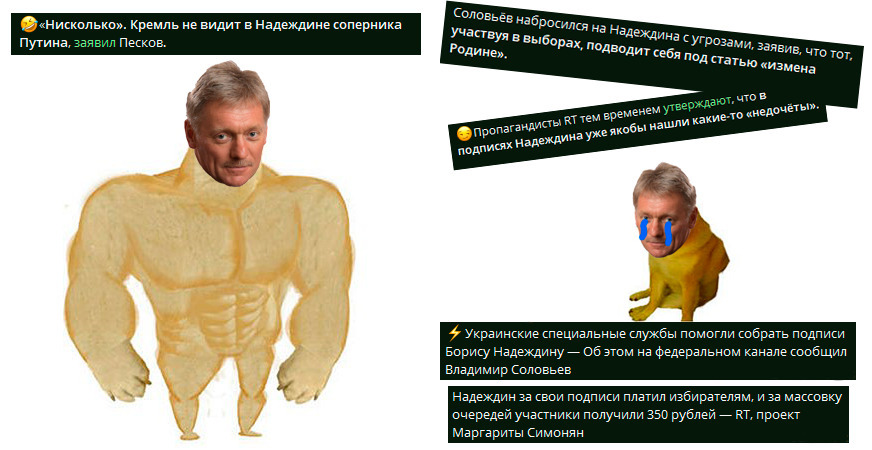 🤣«Нисколько». Кремль не видит в Надеждине соперника
Путина, заявил Песков.
Соловьёв набросился на Надеждина с угрозами, заявив, что тот,
участвуя в выборах, подводит себя под статью «измена
Родине».
😏Пропагандисты RT тем временем утверждают, что в
подписях Надеждина уже якобы нашли какие-то «недочёты».
⚡Украинские специальные службы помогли собрать подписи
Борису Надеждину — Об этом на федеральном канале сообщил
Владимир Соловьев
Надеждин за свои подписи платил избирателям, и за массовку
очередей участники получили 350 рублей — RT, проект
Маргариты Симонян